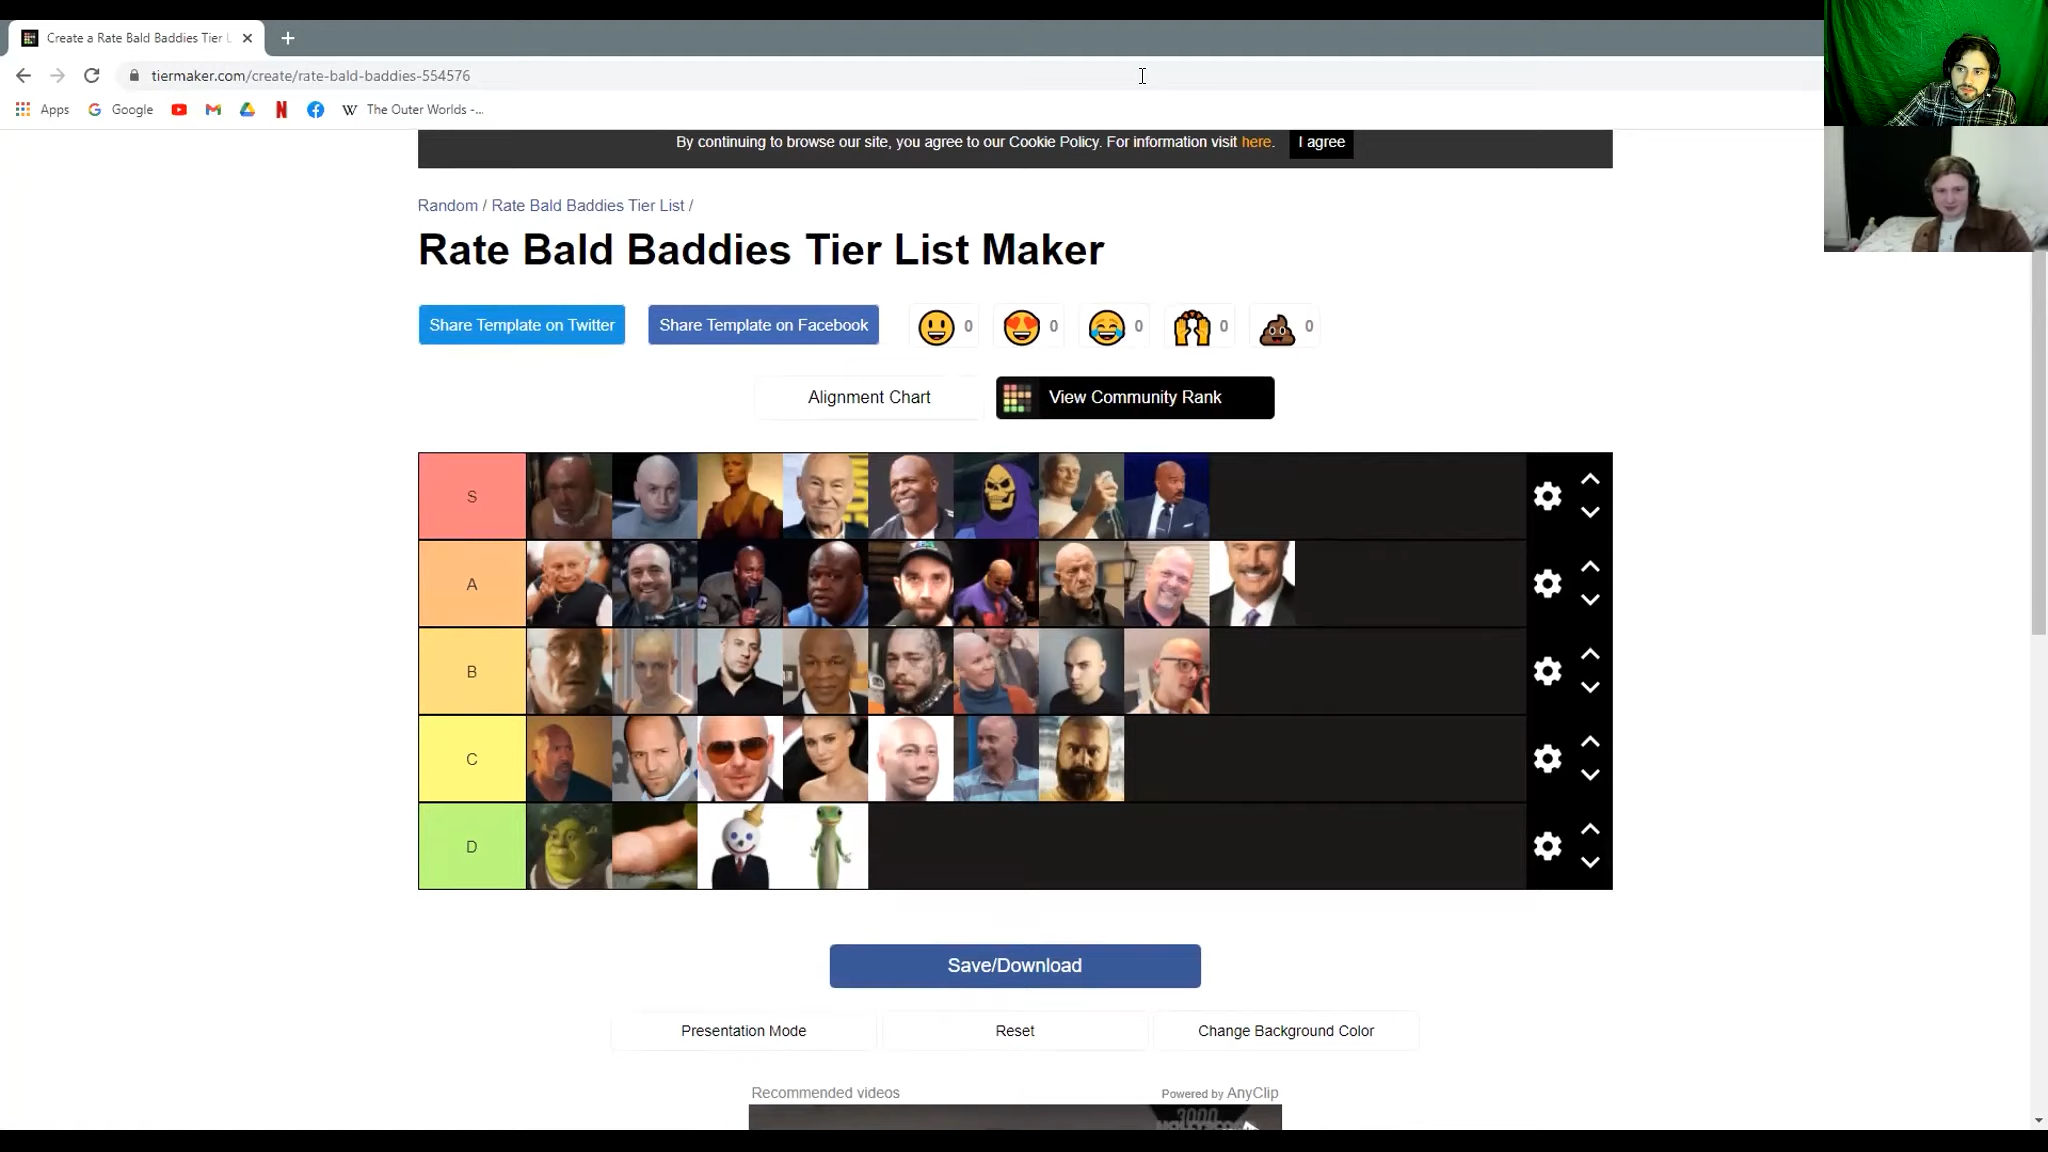 Create a Rate Bald Baddies Tier L
tiermaker.com/create/rate-bald-baddies-554576
Apps Google The Outer Worlds -...
By continuing to browse our site, you agree to our Cookie Policy. For information visit here. I agree
Random / Rate Bald Baddies Tier List /
Rate Bald Baddies Tier List Maker
Share Template on Twitter Share Template on Facebook 0 0 0 0 0
Alignment Chart View Community Rank
S
A
B
C
D
Save/Download
Presentation Mode Reset Change Background Color
Recommended videos Powered by AnyClip
3000